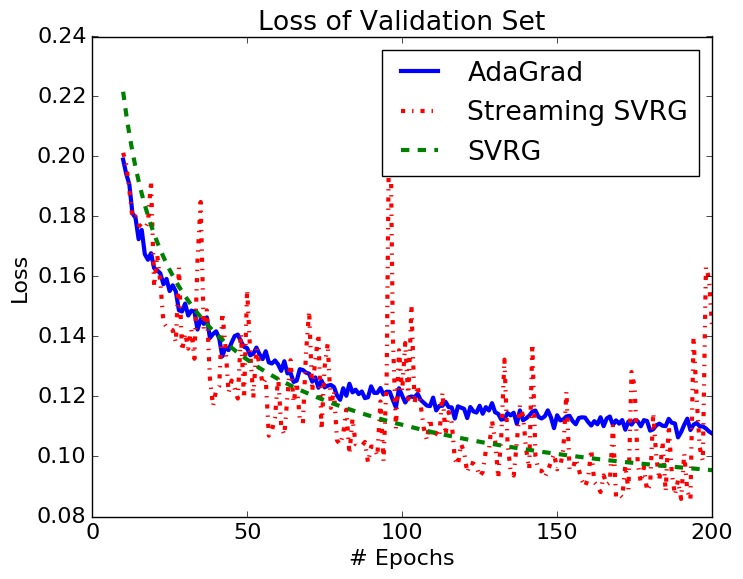 Loss of Validation Set
0.24
0.22
0.20
0.18
0.16
0.14
0.12
0.10
0.08
Loss
AdaGrad
Streaming SVRG
SVRG
0 50 100 150 200
# Epochs